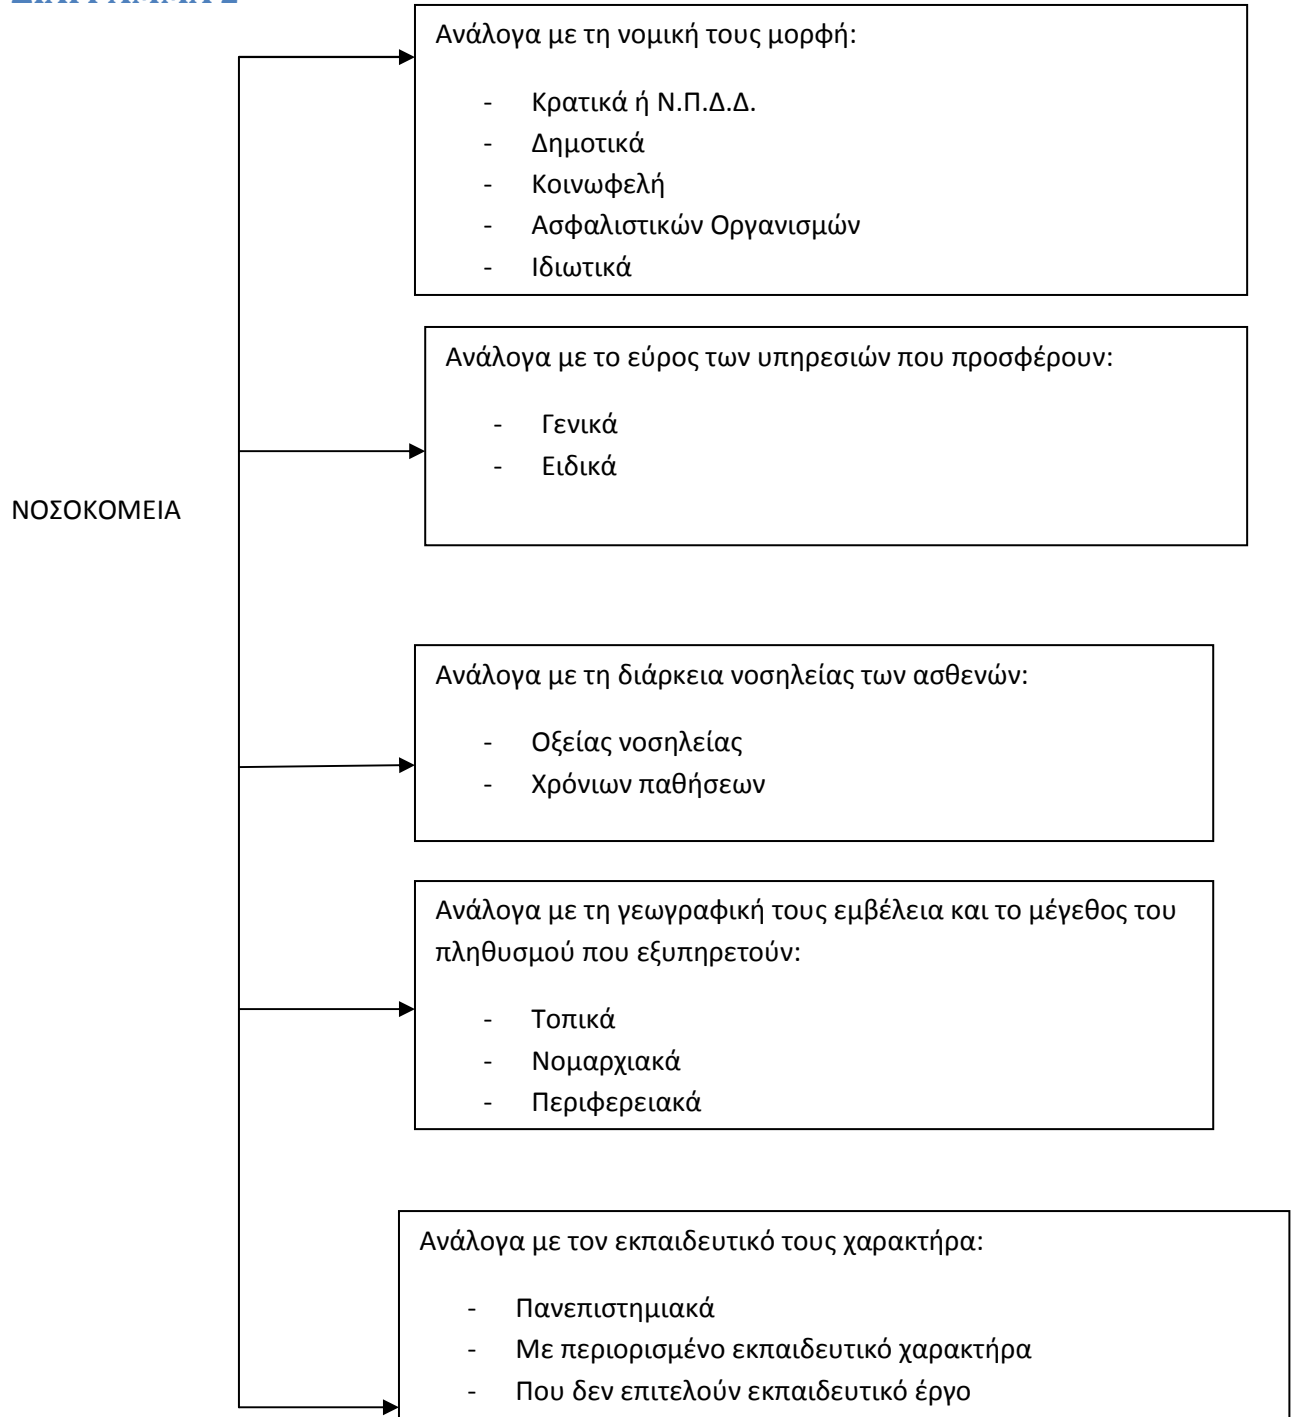 Ανάλογα με τη νομική τους μορφή:
- Κρατικά ή Ν.Π.Δ.Δ.
- Δημοτικά
- Κοινωφελή
- Ασφαλιστικών Οργανισμών
- Ιδιωτικά
Ανάλογα με το εύρος των υπηρεσιών που προσφέρουν:
- Γενικά
- Ειδικά
ΝΟΣΟΚΟΜΕΙΑ
Ανάλογα με τη διάρκεια νοσηλείας των ασθενών:
- Οξείας νοσηλείας
- Χρόνιων παθήσεων
Ανάλογα με τη γεωγραφική τους εμβέλεια και το μέγεθος του
πληθυσμού που εξυπηρετούν:
- Τοπικά
- Νομαρχιακά
- Περιφερειακά
Ανάλογα με τον εκπαιδευτικό τους χαρακτήρα:
- Πανεπιστημιακά
- Με περιορισμένο εκπαιδευτικό χαρακτήρα
- Που δεν επιτελούν εκπαιδευτικό έργο